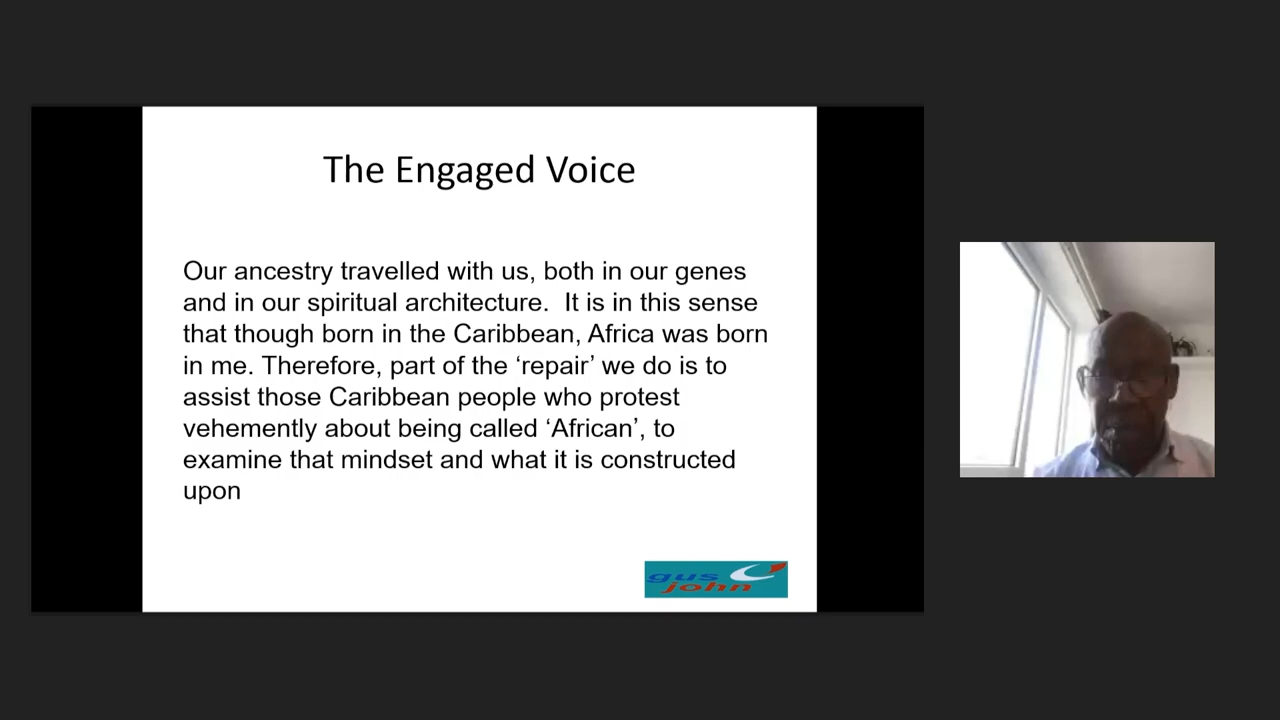 The Engaged Voice
Our ancestry travelled with us, both in our genes
and in our spiritual architecture.  It is in this sense
that though born in the Caribbean, Africa was born
in me. Therefore, part of the ‘repair’ we do is to
assist those Caribbean people who protest
vehemently about being called ‘African’, to
examine that mindset and what it is constructed
upon
gus
john